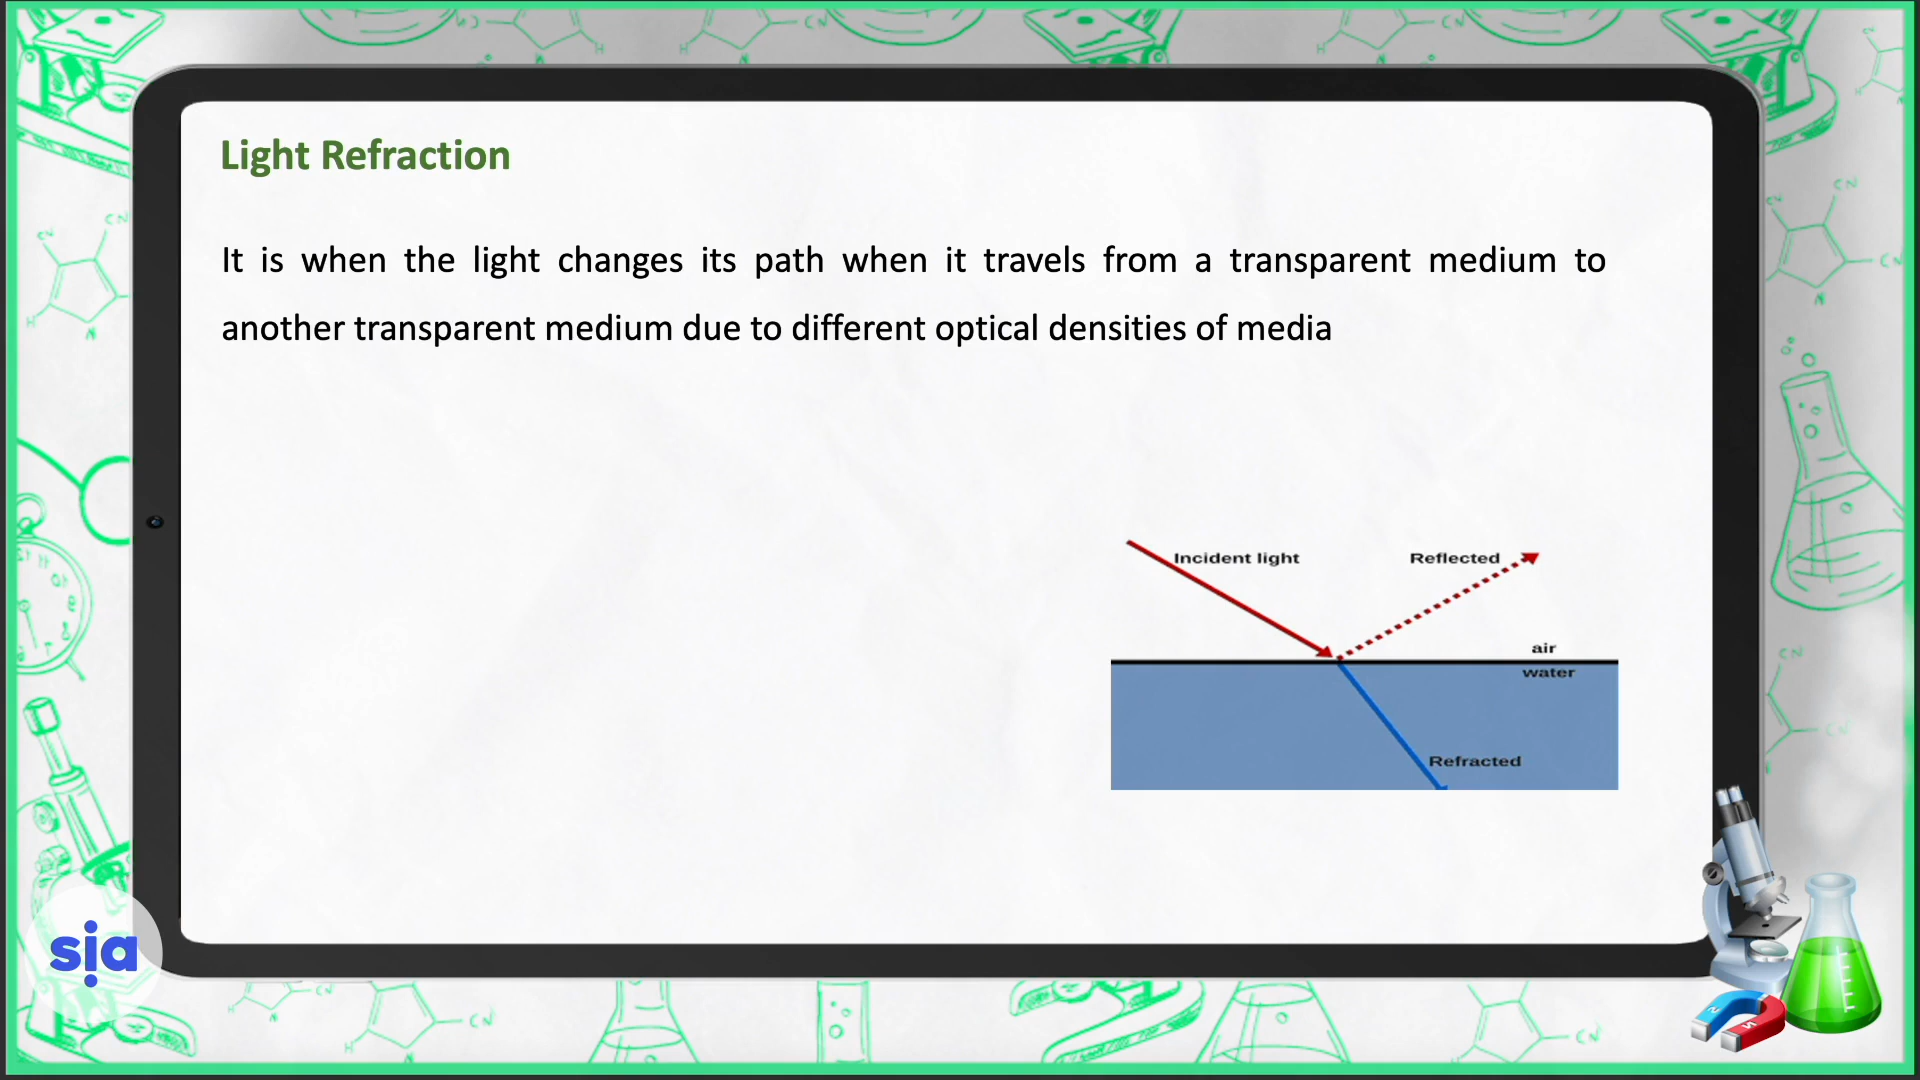 Light Refraction
It is when the light changes its path when it travels from a transparent medium to
another transparent medium due to different optical densities of media
Incident light
Reflected
air
water
Refracted
sia